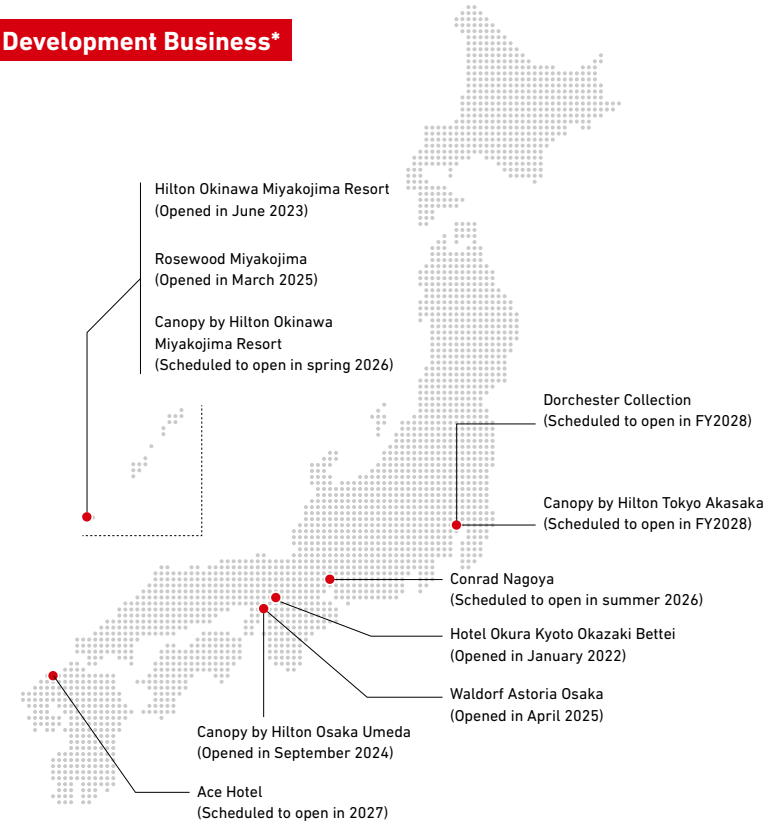 Development Business*
Hilton Okinawa Miyakojima Resort
(Opened in June 2023)
Rosewood Miyakojima
(Opened in March 2025)
Canopy by Hilton Okinawa
Miyakojima Resort
(Scheduled to open in spring 2026)
Dorchester Collection
(Scheduled to open in FY2028)
Canopy by Hilton Tokyo Akasaka
(Scheduled to open in FY2028)
Conrad Nagoya
(Scheduled to open in summer 2026)
Hotel Okura Kyoto Okazaki Bettei
(Opened in January 2022)
Waldorf Astoria Osaka
(Opened in April 2025)
Canopy by Hilton Osaka Umeda
(Opened in September 2024)
Ace Hotel
(Scheduled to open in 2027)